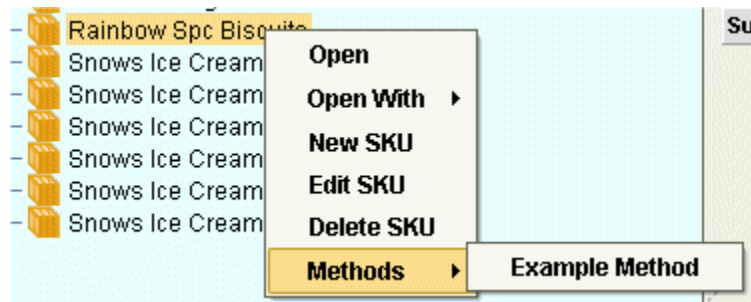 Rainbow Spc Biscuits
Snows Ice Cream
Snows Ice Cream
Snows Ice Cream
Snows Ice Cream
Snows Ice Cream
Snows Ice Cream
Open
Open With
New SKU
Edit SKU
Delete SKU
Methods
Example Method
Su